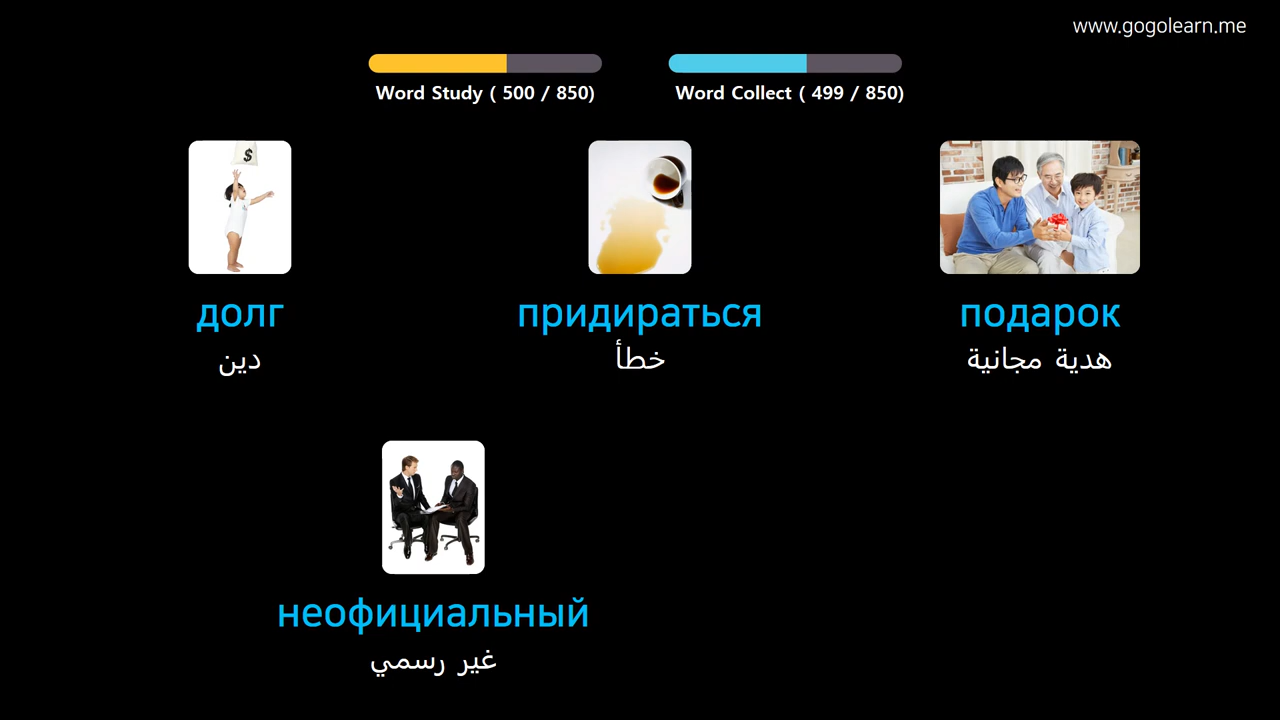 www.gogolearn.me
Word Study ( 500 / 850)
Word Collect ( 499 / 850)
$
долг
دين
придираться
خطأ
подарок
هدية مجانية
неофициальный
غير رسمي